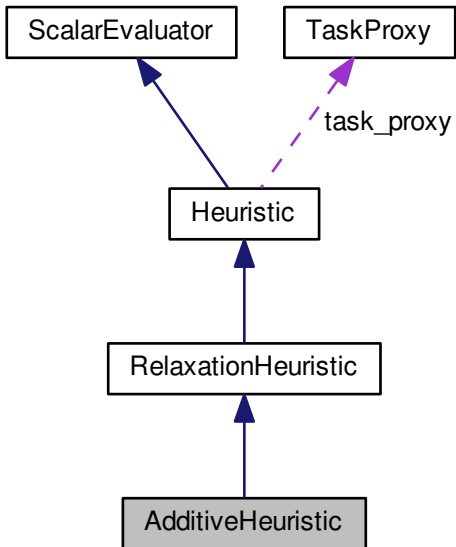 ScalarEvaluator
TaskProxy
task_proxy
Heuristic
RelaxationHeuristic
AdditiveHeuristic